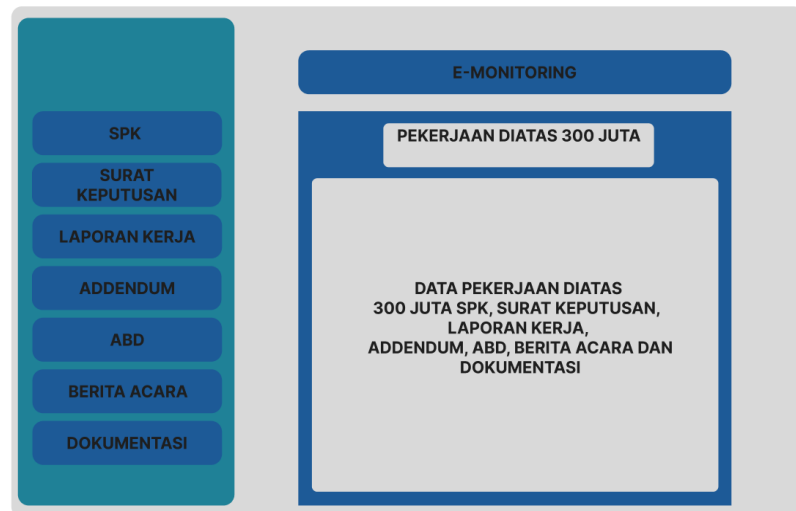 E-MONITORING
SPK
SURAT
KEPUTUSAN
LAPORAN KERJA
ADDENDUM
ABD
BERITA ACARA
DOKUMENTASI
PEKERJAAN DIATAS 300 JUTA
DATA PEKERJAAN DIATAS
300 JUTA SPK, SURAT KEPUTUSAN,
LAPORAN KERJA,
ADDENDUM, ABD, BERITA ACARA DAN
DOKUMENTASI